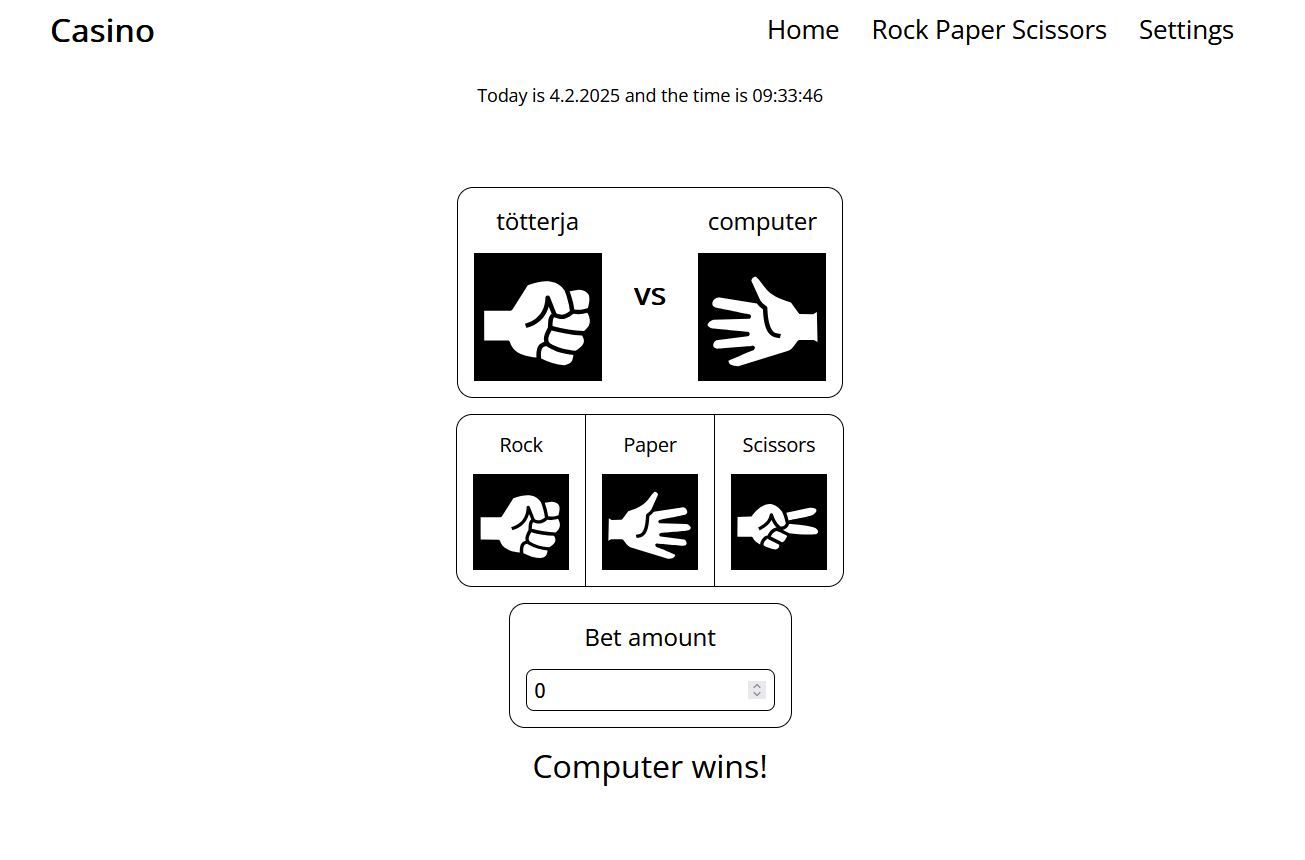 Casino
Home Rock Paper Scissors Settings
Today is 4.2.2025 and the time is 09:33:46
tötterja
computer
vs
Rock
Paper
Scissors
Bet amount
0
Computer wins!